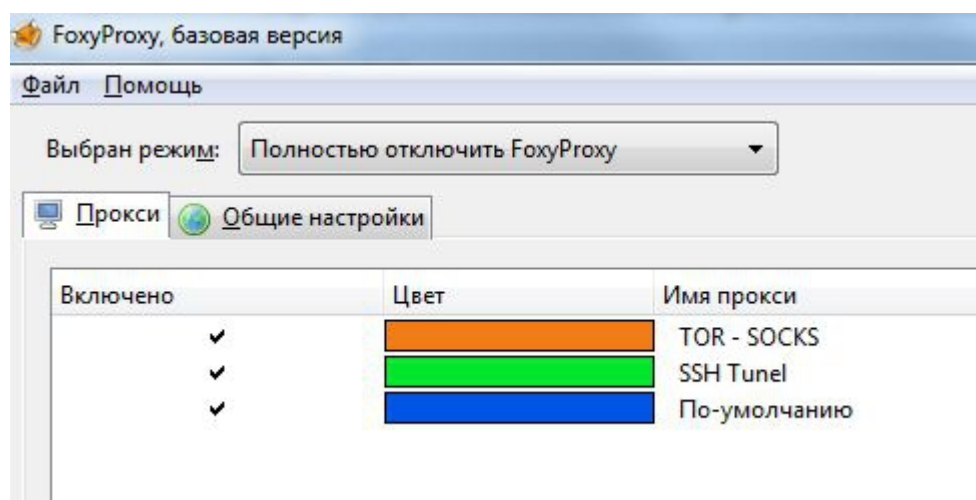 FoxyProxy, базовая версия
Файл Помощь
Выбран режим: Полностью отключить FoxyProxy
Прокси Общие настройки
Включено Цвет Имя прокси
TOR - SOCKS
SSH Tunel
По-умолчанию